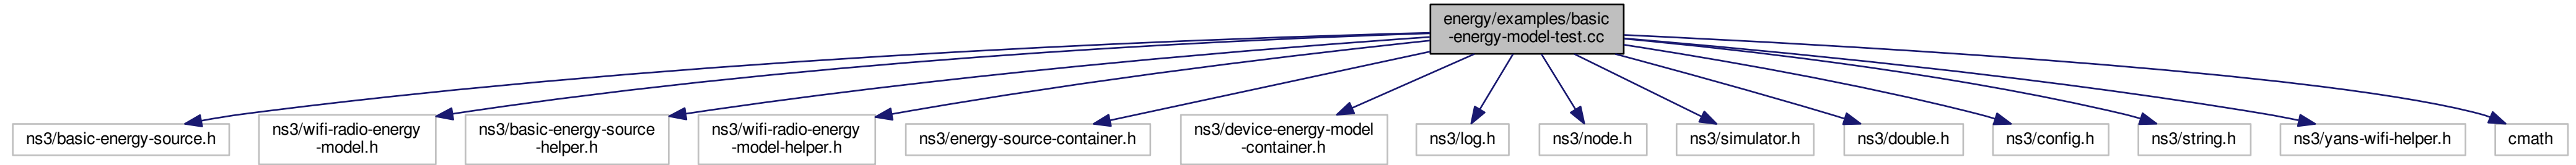 energy/examples/basic
-energy-model-test.cc
ns3/basic-energy-source.h
ns3/wifi-radio-energy
-model.h
ns3/basic-energy-source
-helper.h
ns3/wifi-radio-energy
-model-helper.h
ns3/energy-source-container.h
ns3/device-energy-model
-container.h
ns3/log.h
ns3/node.h
ns3/simulator.h
ns3/double.h
ns3/config.h
ns3/string.h
ns3/yans-wifi-helper.h
cmath